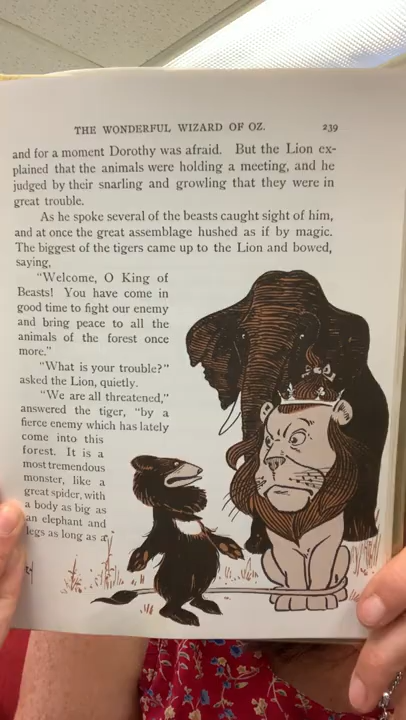 THE WONDERFUL WIZARD OF OZ. 239
and for a moment Dorothy was afraid. But the Lion ex-
plained that the animals were holding a meeting, and he
judged by their snarling and growling that they were in
great trouble.
As he spoke several of the beasts caught sight of him,
and at once the great assemblage hushed as if by magic.
The biggest of the tigers came up to the Lion and bowed,
saying,
"Welcome, O King of
Beasts! You have come in
good time to fight our enemy
and bring peace to all the
animals of the forest once
more."
"What is your trouble?"
asked the Lion, quietly.
"We are all threatened,"
answered the tiger, "by a
fierce enemy which has lately
come into this
forest. It is a
most tremendous
monster, like a
great spider, with
a body as big as
an elephant and
legs as long as a